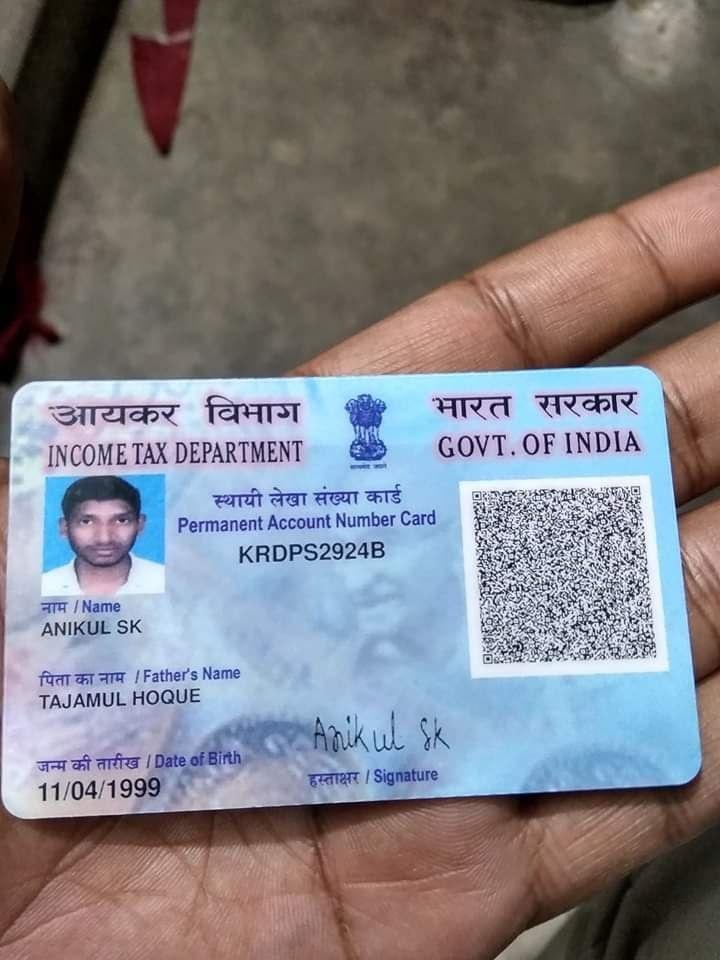 आयकर विभाग
INCOME TAX DEPARTMENT
भारत सरकार
GOVT. OF INDIA
सत्यमेव जयते
स्थायी लेखा संख्या कार्ड
Permanent Account Number Card
KRDPS2924B
नाम / Name
ANIKUL SK
पिता का नाम / Father's Name
TAJAMUL HOQUE
जन्म की तारीख / Date of Birth
11/04/1999
Anikul Sk
हस्ताक्षर / Signature